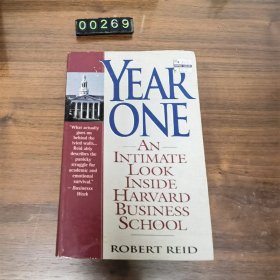 00269
YEAR
ONE
AN
INTIMATE
LOOK
INSIDE
HARVARD
BUSINESS
SCHOOL
"What actually
goes on
behind the
ivied walls...
Reid ably
describes the
panicky
struggle for
academic and
emotional
survival."
— Business
Week
ROBERT REID